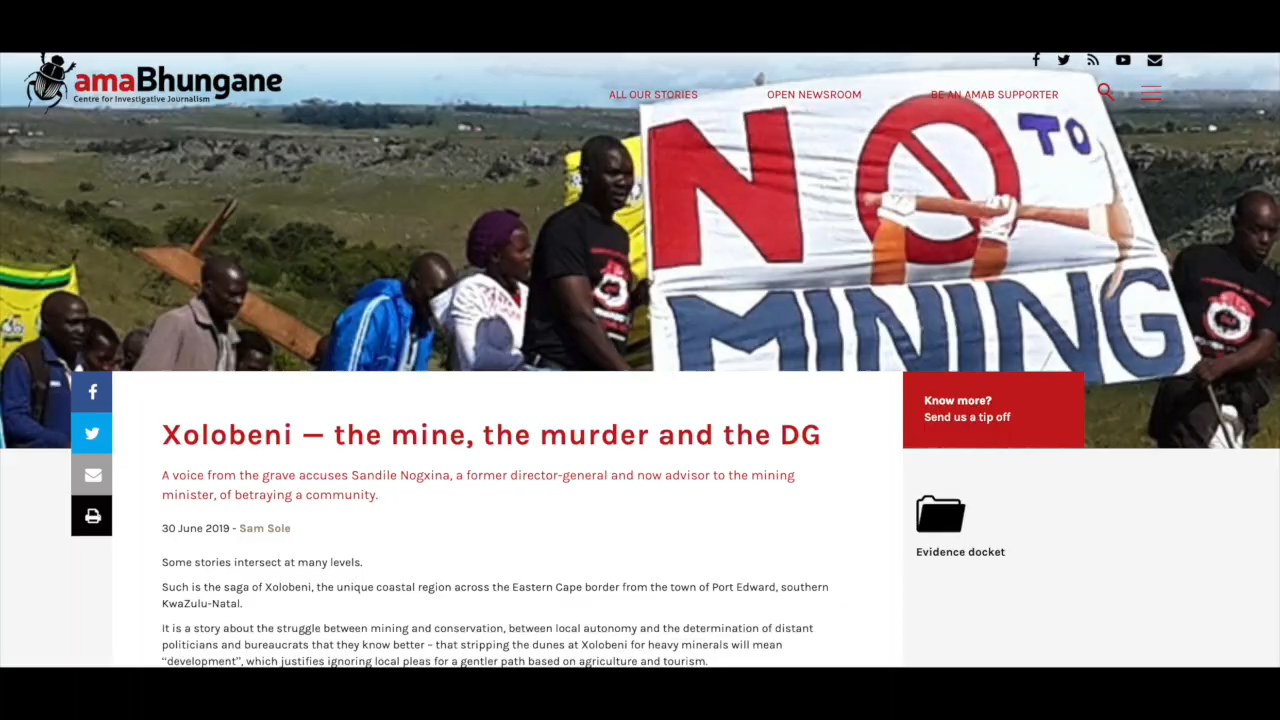 amaBhungane
Centre for Investigative Journalism
ALL OUR STORIES
OPEN NEWSROOM
BE AN AMAB SUPPORTER
NO TO
MINING
Know more?
Send us a tip off
Xolobeni — the mine, the murder and the DG
A voice from the grave accuses Sandile Nogxina, a former director-general and now advisor to the mining
minister, of betraying a community.
30 June 2019 - Sam Sole
Evidence docket
Some stories intersect at many levels.
Such is the saga of Xolobeni, the unique coastal region across the Eastern Cape border from the town of Port Edward, southern
KwaZulu-Natal.
It is a story about the struggle between mining and conservation, between local autonomy and the determination of distant
politicians and bureaucrats that they know better – that stripping the dunes at Xolobeni for heavy minerals will mean
“development”, which justifies ignoring local pleas for a gentler path based on agriculture and tourism.